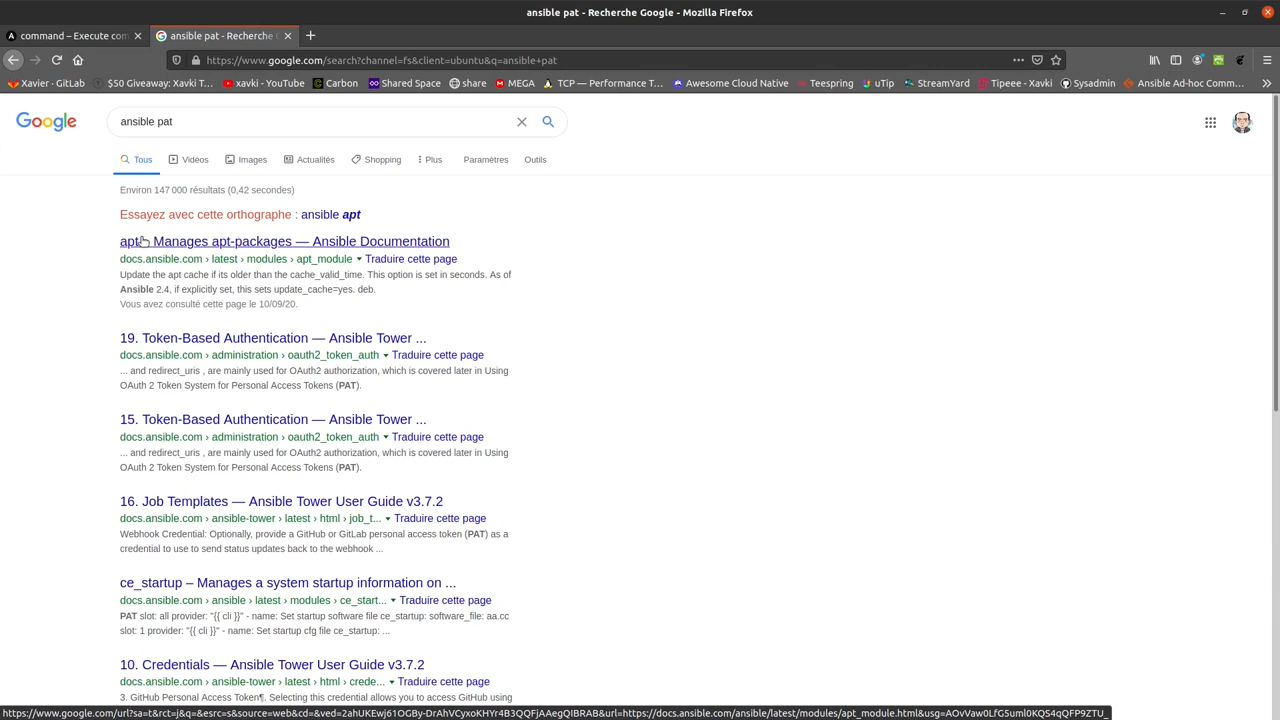 ansible pat - Recherche Google - Mozilla Firefox
command – Execute com
ansible pat - Recherche G
https://www.google.com/search?channel=fs&client=ubuntu&q=ansible+pat
Xavier · GitLab
$50 Giveaway: Xavki T...
xavki - YouTube
Carbon
Shared Space
share
MEGA
TCP — Performance T...
Awesome Cloud Native
Teespring
uTip
StreamYard
Tipeee - Xavki
Sysadmin
Ansible Ad-hoc Comm...
Google
ansible pat
Tous
Vidéos
Images
Actualités
Shopping
Plus
Paramètres
Outils
Environ 147 000 résultats (0,42 secondes)
Essayez avec cette orthographe : ansible apt
apt Manages apt-packages — Ansible Documentation
docs.ansible.com › latest › modules › apt_module Traduire cette page
Update the apt cache if its older than the cache_valid_time. This option is set in seconds. As of
Ansible 2.4, if explicitly set, this sets update_cache=yes. deb.
Vous avez consulté cette page le 10/09/20.
19. Token-Based Authentication — Ansible Tower ...
docs.ansible.com › administration › oauth2_token_auth Traduire cette page
... and redirect_uris , are mainly used for OAuth2 authorization, which is covered later in Using
OAuth 2 Token System for Personal Access Tokens (PAT).
15. Token-Based Authentication — Ansible Tower ...
docs.ansible.com › administration › oauth2_token_auth Traduire cette page
... and redirect_uris , are mainly used for OAuth2 authorization, which is covered later in Using
OAuth 2 Token System for Personal Access Tokens (PAT).
16. Job Templates — Ansible Tower User Guide v3.7.2
docs.ansible.com › ansible-tower › latest › html › job_t... Traduire cette page
Webhook Credential: Optionally, provide a GitHub or GitLab personal access token (PAT) as a
credential to use to send status updates back to the webhook ...
ce_startup – Manages a system startup information on ...
docs.ansible.com › ansible › latest › modules › ce_start... Traduire cette page
PAT slot: all provider: "{{ cli }}" - name: Set startup software file ce_startup: software_file: aa.cc
slot: 1 provider: "{{ cli }}" - name: Set startup cfg file ce_startup: ...
10. Credentials — Ansible Tower User Guide v3.7.2
docs.ansible.com › ansible-tower › latest › html › crede... Traduire cette page
3. GitHub Personal Access Token¶. Selecting this credential allows you to access GitHub using
https://www.google.com/url?sa=t&rct=j&q=&esrc=s&source=web&cd=&ved=2ahUKEwj61OGBy-DrAhVCyxoKHYr4B3QQFjAAegQIBRAB&url=https://docs.ansible.com/ansible/latest/modules/apt_module.html&usg=AOvVaw0LfG5uml0KQS4qQFP9ZTU_